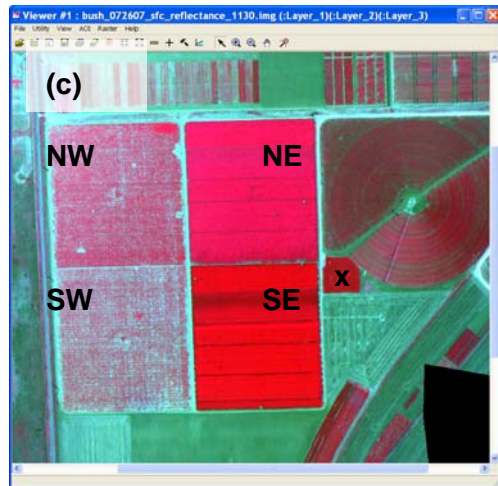 Viewer #1 : bush_072607_sfc_reflectance_1130.img (:Layer_1)(:Layer_2)(:Layer_3)
File Utility View AOI Raster Help
(c)
NW NE
x
SW SE